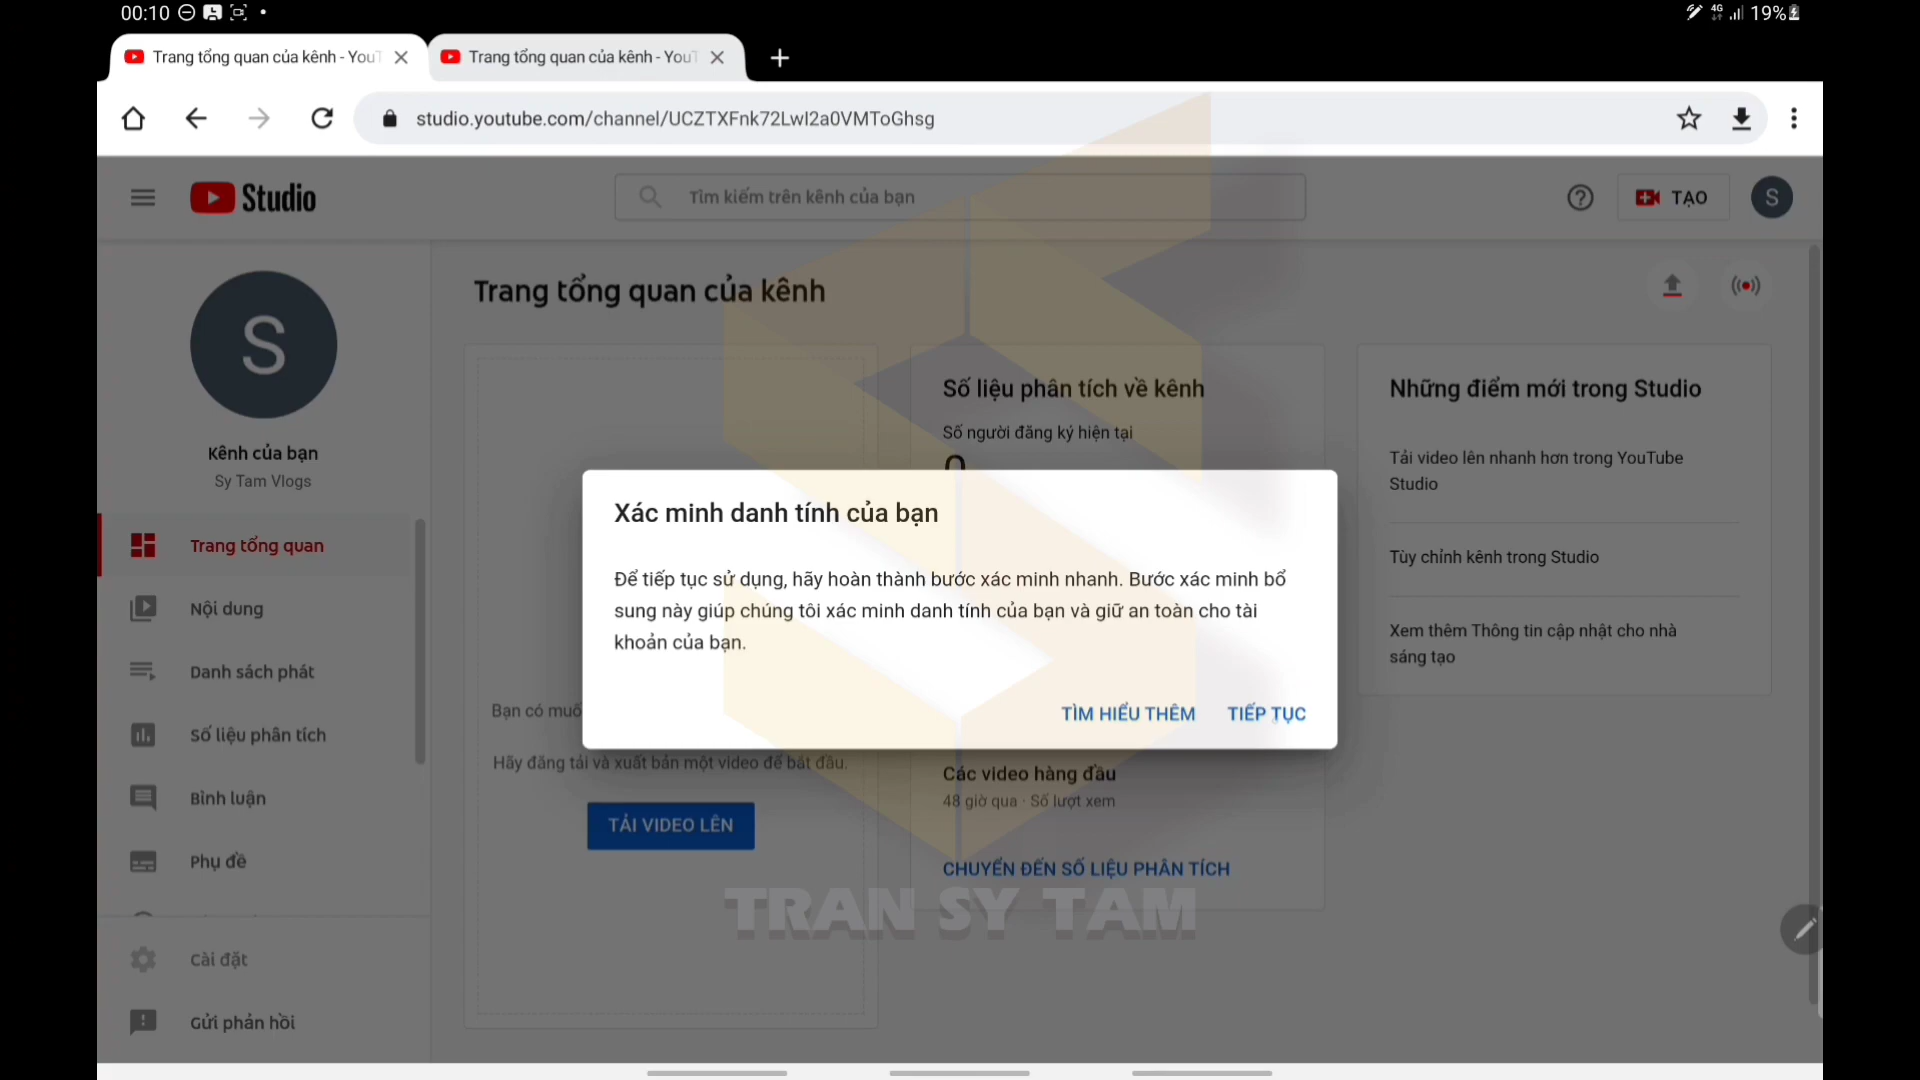 00:10
4G
19%
Trang tổng quan của kênh - You
Trang tổng quan của kênh - You
studio.youtube.com/channel/UCZTXFnk72LwI2a0VMToGhsg
Studio
Tìm kiếm trên kênh của bạn
TẠO
S
S
Kênh của bạn
Sy Tam Vlogs
Trang tổng quan
Nội dung
Danh sách phát
Số liệu phân tích
Bình luận
Phụ đề
Cài đặt
Gửi phản hồi
Trang tổng quan của kênh
Bạn có muố
Hãy đăng tải và xuất bản một video để bắt đầu.
TẢI VIDEO LÊN
Số liệu phân tích về kênh
Số người đăng ký hiện tại
0
Xác minh danh tính của bạn
Để tiếp tục sử dụng, hãy hoàn thành bước xác minh nhanh. Bước xác minh bổ
sung này giúp chúng tôi xác minh danh tính của bạn và giữ an toàn cho tài
khoản của bạn.
TÌM HIỂU THÊM
TIẾP TỤC
Các video hàng đầu
48 giờ qua · Số lượt xem
CHUYỂN ĐẾN SỐ LIỆU PHÂN TÍCH
Những điểm mới trong Studio
Tải video lên nhanh hơn trong YouTube
Studio
Tùy chỉnh kênh trong Studio
Xem thêm Thông tin cập nhật cho nhà
sáng tạo
TRAN SY TAM